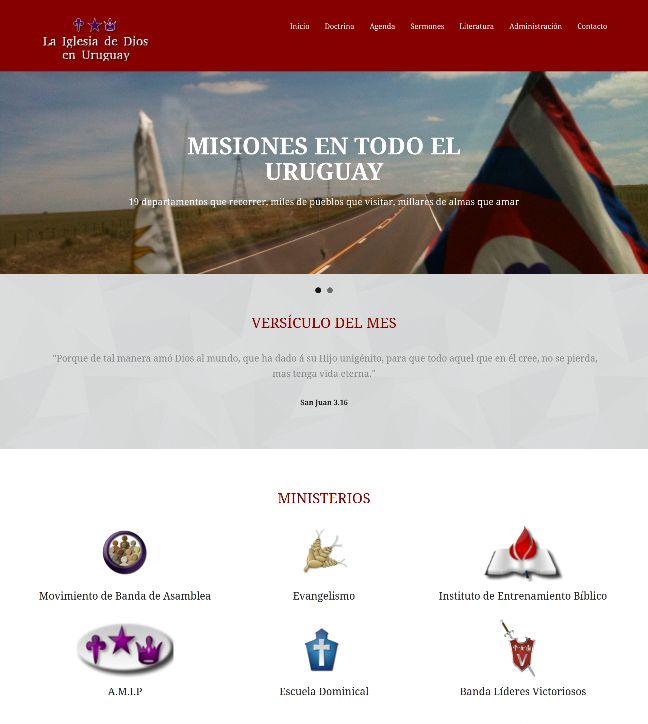 La Iglesia de Dios
en Uruguay
Inicio Doctrina Agenda Sermones Literatura Administración Contacto
MISIONES EN TODO EL
URUGUAY
19 departamentos que recorrer, miles de pueblos que visitar, millares de almas que amar
VERSÍCULO DEL MES
"Porque de tal manera amó Dios al mundo, que ha dado á su Hijo unigénito, para que todo aquel que en él cree, no se pierda,
mas tenga vida eterna."
San Juan 3.16
MINISTERIOS
Movimiento de Banda de Asamblea
Evangelismo
Instituto de Entrenamiento Bíblico
V
A.M.I.P
Escuela Dominical
Banda Líderes Victoriosos